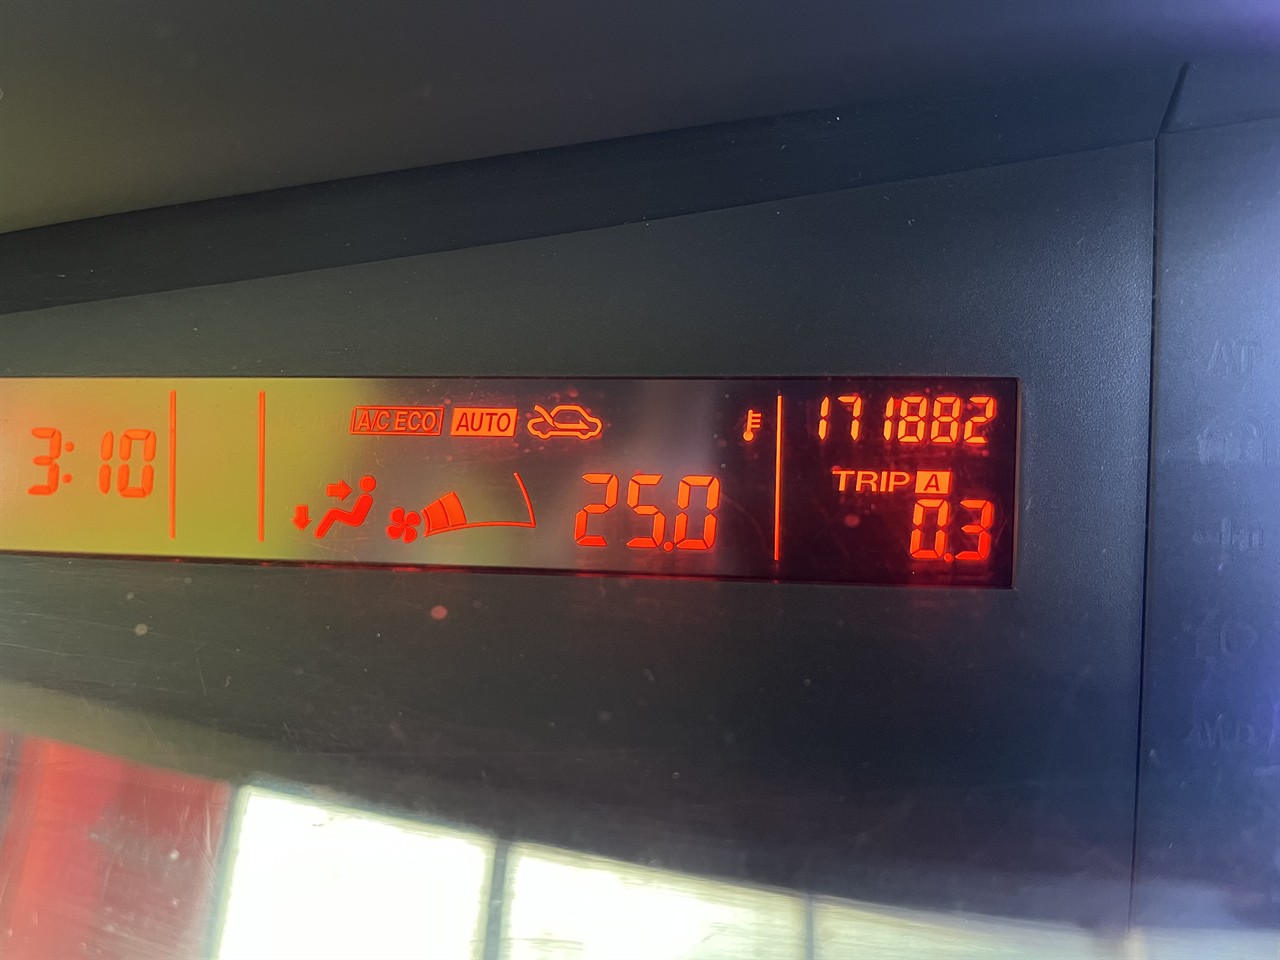 3:10
A/C ECO AUTO
25.0
171882
TRIP A
0.3